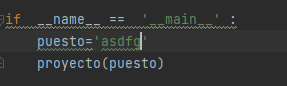 if __name__ == '__main__' :
puesto='asdfg'
proyecto(puesto)